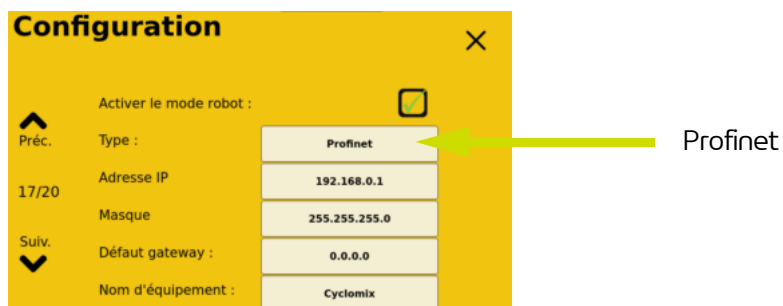 Configuration
Activer le mode robot :
Préc.
Type :
Profinet
Profinet
17/20
Adresse IP
192.168.0.1
Masque
255.255.255.0
Suiv.
Défaut gateway :
0.0.0.0
Nom d'équipement :
Cyclomix